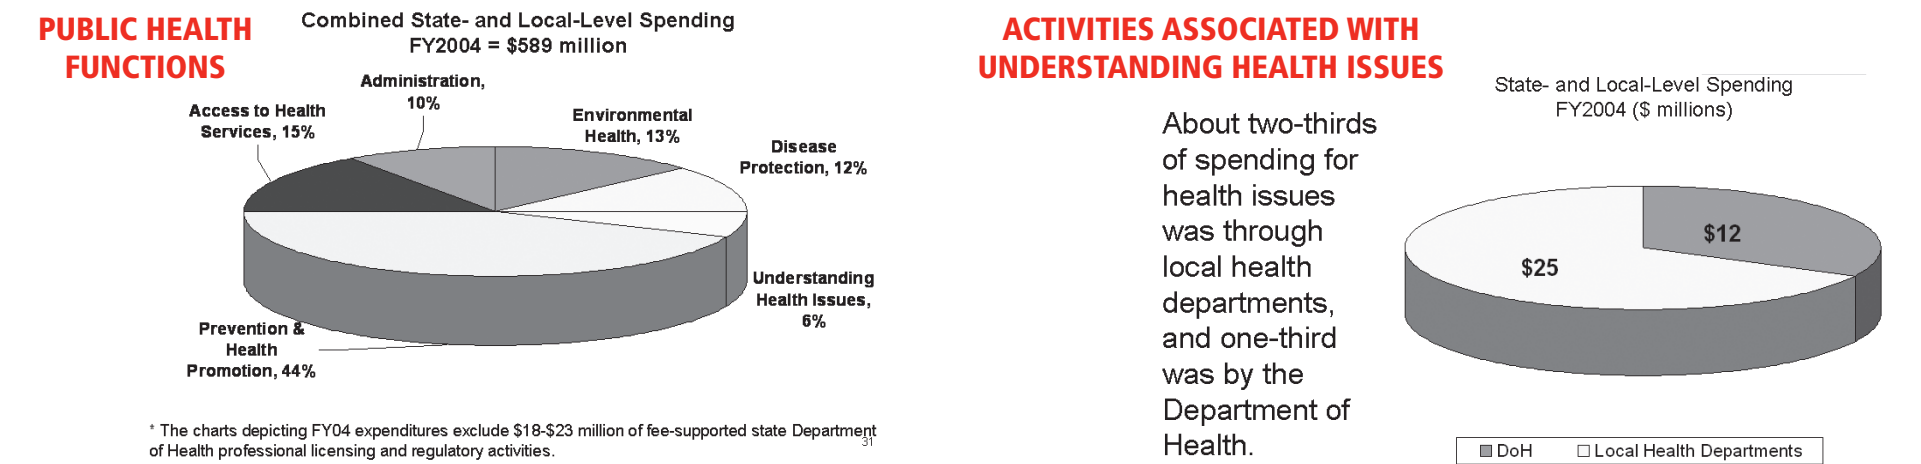 PUBLIC HEALTH
FUNCTIONS
Combined State- and Local-Level Spending
FY2004 = $589 million
Administration,
10%
Access to Health
Services, 15%
Environmental
Health, 13%
Disease
Protection, 12%
Understanding
Health Issues,
6%
Prevention &
Health
Promotion, 44%
* The charts depicting FY04 expenditures exclude $18-$23 million of fee-supported state Department
of Health professional licensing and regulatory activities.
31
ACTIVITIES ASSOCIATED WITH
UNDERSTANDING HEALTH ISSUES
State- and Local-Level Spending
FY2004 ($ millions)
About two-thirds
of spending for
health issues
was through
local health
departments,
and one-third
was by the
Department of
Health.
$12
$25
DoH
Local Health Departments